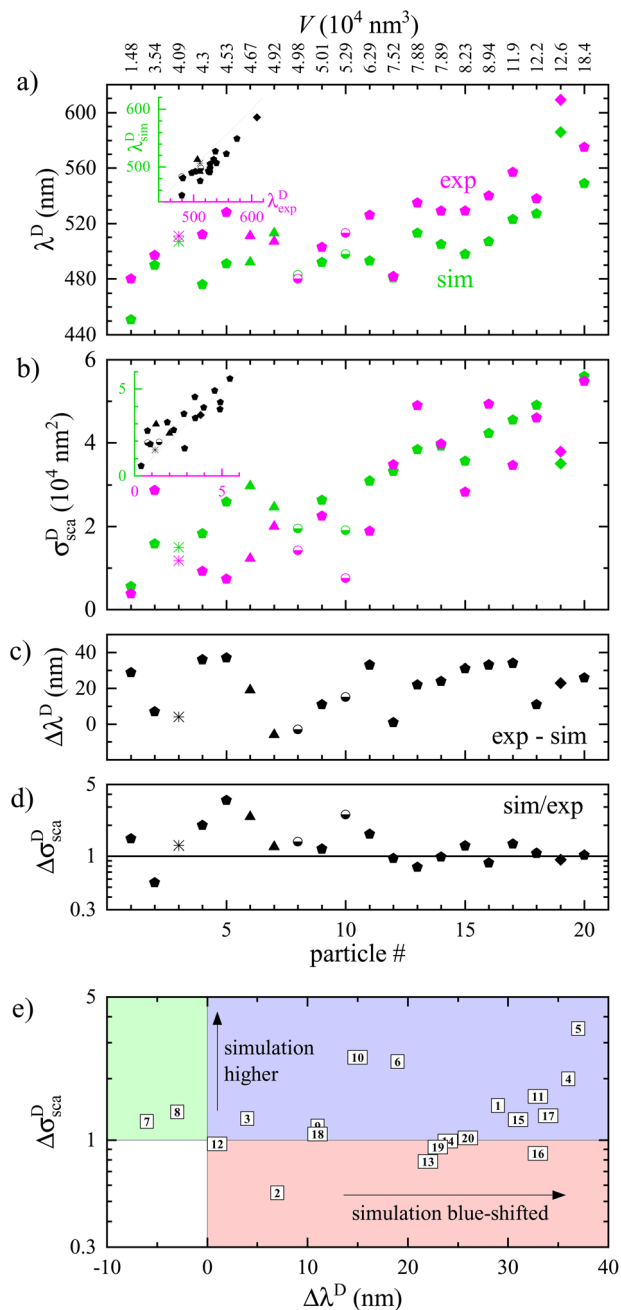 V (10⁴ nm³)
1.48 3.54 4.09 4.3 4.53 4.67 4.92 4.98 5.01 5.29 6.29 7.52 7.88 7.89 8.23 8.94 11.9 12.2 12.6 18.4
a)
600
560
520
480
440
λᴰ (nm)
600
500
λᴰsim
500 600
λᴰexp
exp
sim
b)
6
4
2
0
σᴰsca (10⁴ nm²)
5
0
0 5
c)
40
20
0
Δλᴰ (nm)
exp - sim
d)
5
1
0.3
Δσᴰsca
sim/exp
5 10 15 20
particle #
e)
5
1
0.3
Δσᴰsca
simulation
higher
5
10
6
4
11
1
8
7
3
15
17
9
18
12
14
20
19
13
16
2
simulation blue-shifted
-10 0 10 20 30 40
Δλᴰ (nm)